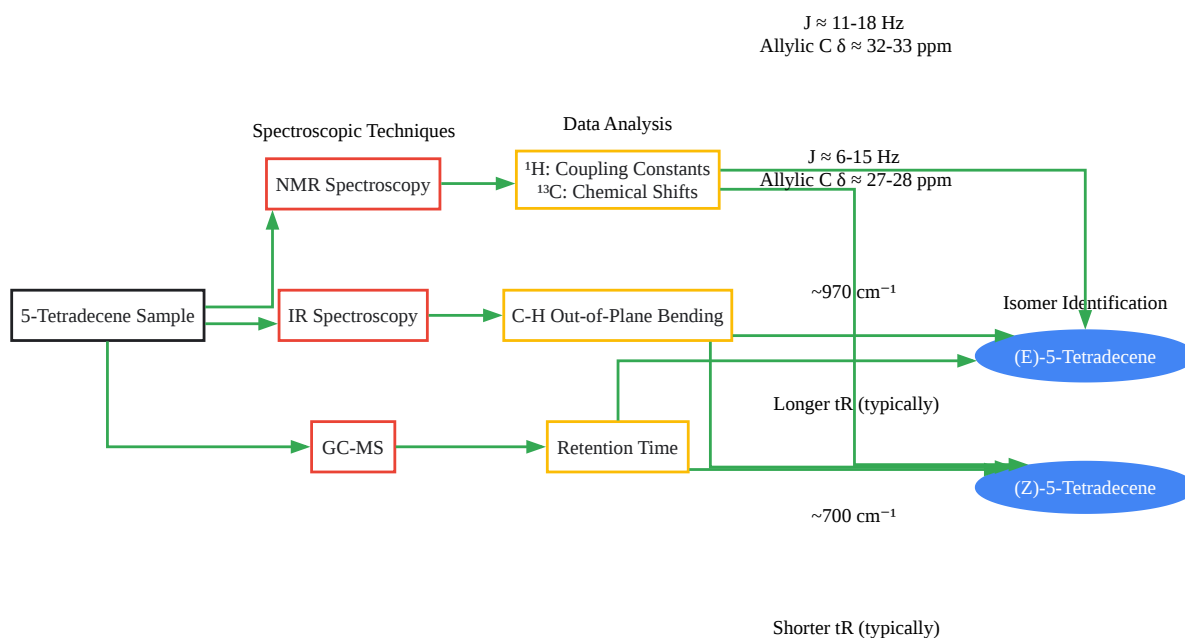 J ≈ 11-18 Hz
Allylic C δ ≈ 32-33 ppm
Spectroscopic Techniques
Data Analysis
NMR Spectroscopy
¹H: Coupling Constants
¹³C: Chemical Shifts
J ≈ 6-15 Hz
Allylic C δ ≈ 27-28 ppm
5-Tetradecene Sample
IR Spectroscopy
C-H Out-of-Plane Bending
~970 cm⁻¹
Isomer Identification
(E)-5-Tetradecene
Longer tR (typically)
GC-MS
Retention Time
(Z)-5-Tetradecene
~700 cm⁻¹
Shorter tR (typically)